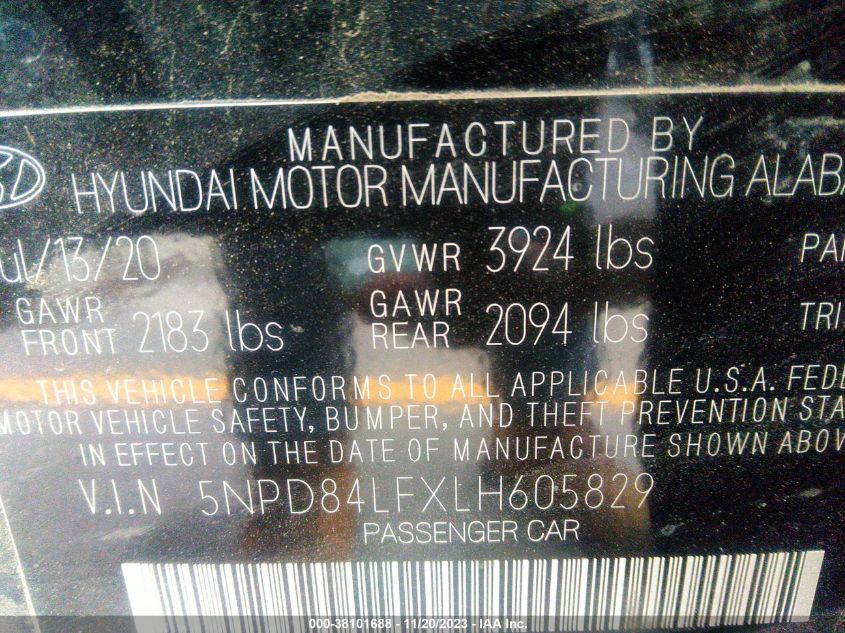 MANUFACTURED BY
HYUNDAI MOTOR MANUFACTURING ALABA
ul/13/20 GVWR 3924 lbs PAI
GAWR FRONT 2183 lbs GAWR REAR 2094 lbs TRI
THIS VEHICLE CONFORMS TO ALL APPLICABLE U.S.A. FEDE
MOTOR VEHICLE SAFETY, BUMPER, AND THEFT PREVENTION STA
IN EFFECT ON THE DATE OF MANUFACTURE SHOWN ABOV
V.I.N 5NPD84LFXLH605829
PASSENGER CAR
000-38101688 - 11/20/2023 - IAA Inc.